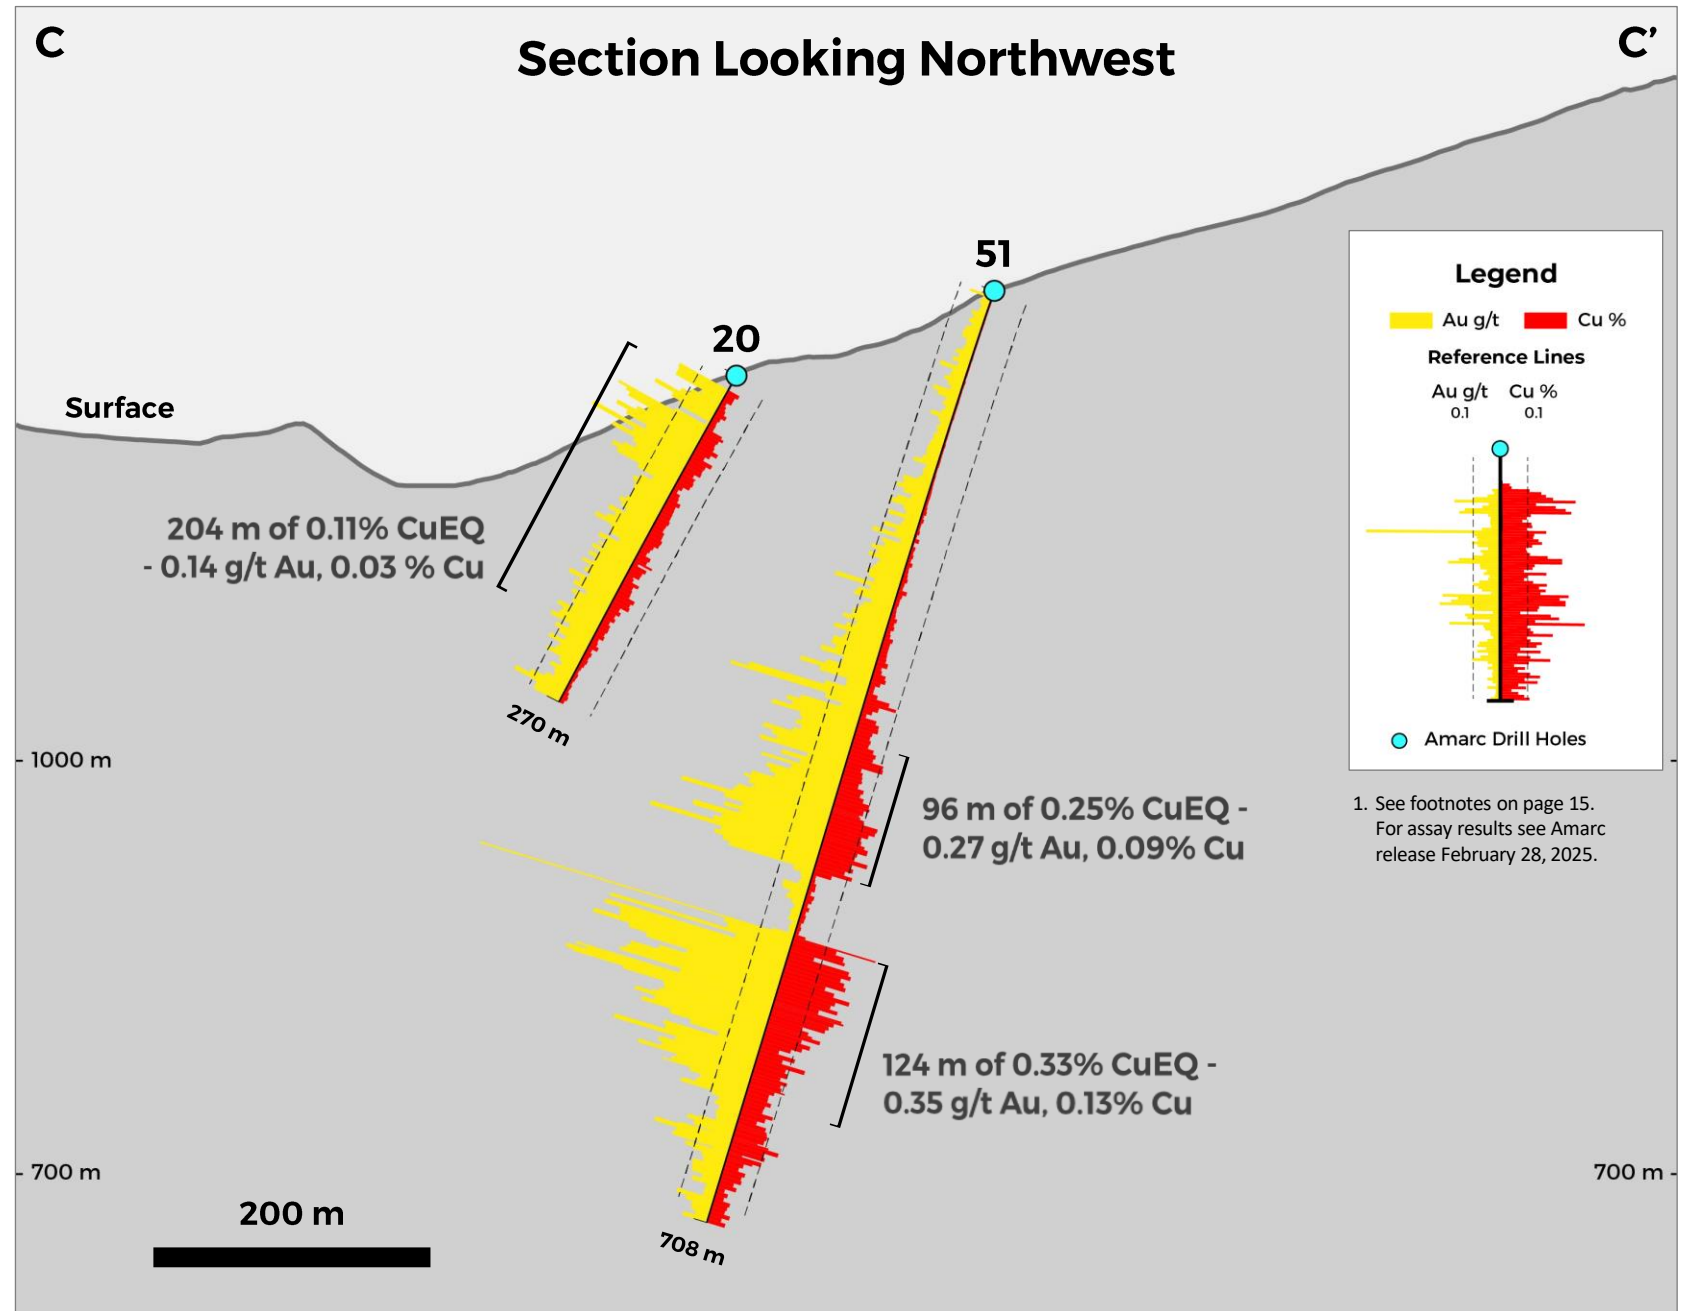 C
C’
Section Looking Northwest
51
20
Surface
204 m of 0.11% CuEQ
- 0.14 g/t Au, 0.03 % Cu
270 m
- 1000 m
-
96 m of 0.25% CuEQ -
0.27 g/t Au, 0.09% Cu
124 m of 0.33% CuEQ -
0.35 g/t Au, 0.13% Cu
- 700 m
700 m -
200 m
708 m
Legend
Au g/t
Cu %
Reference Lines
Au g/t Cu %
0.1 0.1
Amarc Drill Holes
1. See footnotes on page 15.
For assay results see Amarc
release February 28, 2025.